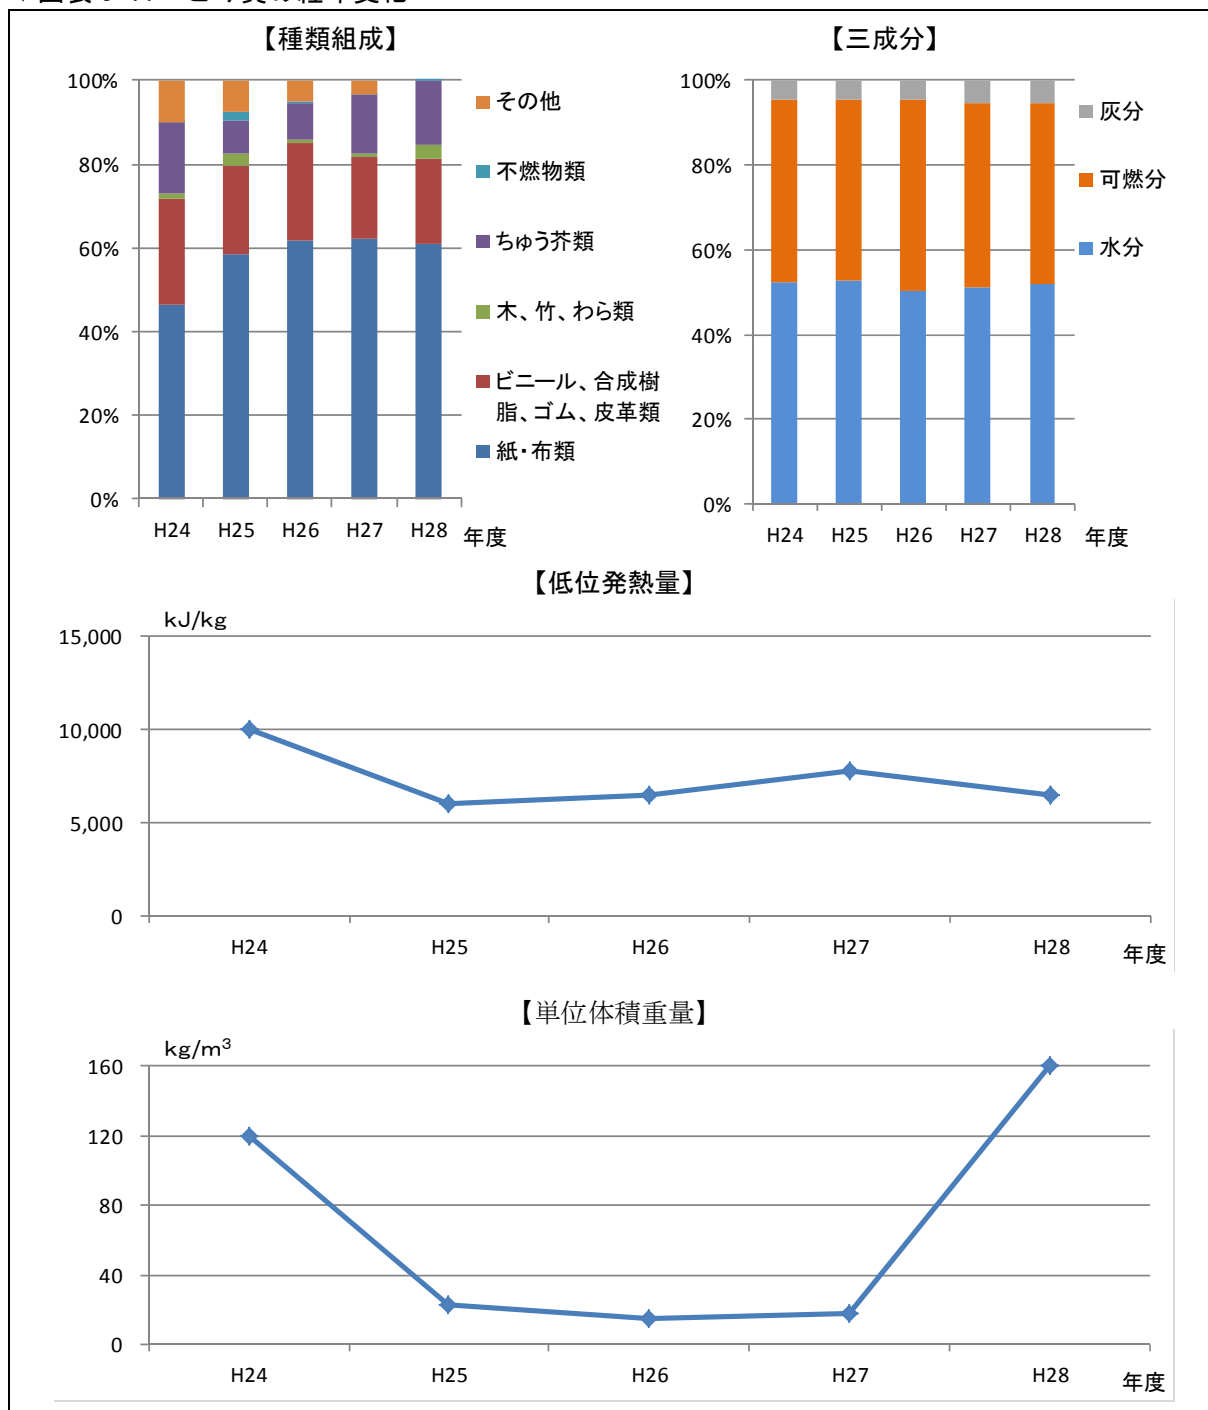 【種類組成】
100%
80%
60%
40%
20%
0%
H24 H25 H26 H27 H28 年度
その他
不燃物類
ちゅう芥類
木、竹、わら類
ビニール、合成樹
脂、ゴム、皮革類
紙・布類
【三成分】
100%
80%
60%
40%
20%
0%
H24 H25 H26 H27 H28 年度
灰分
可燃分
水分
【低位発熱量】
kJ/kg
15,000
10,000
5,000
0
H24 H25 H26 H27 H28 年度
【単位体積重量】
kg/m³
160
120
80
40
0
H24 H25 H26 H27 H28 年度